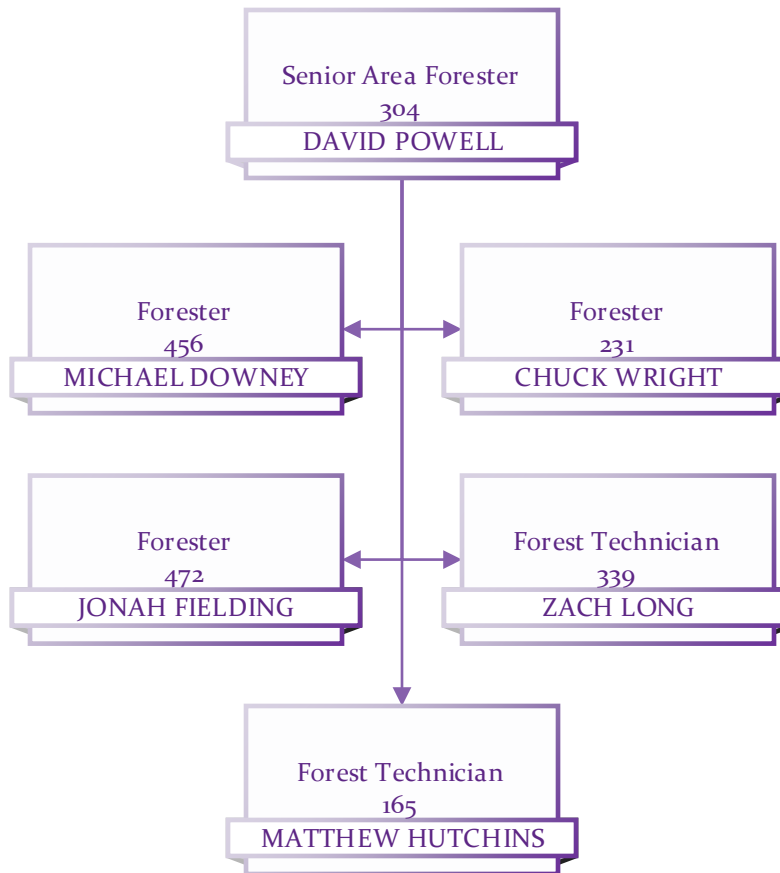 Senior Area Forester
304
DAVID POWELL
Forester
456
MICHAEL DOWNEY
Forester
231
CHUCK WRIGHT
Forester
472
JONAH FIELDING
Forest Technician
339
ZACH LONG
Forest Technician
165
MATTHEW HUTCHINS